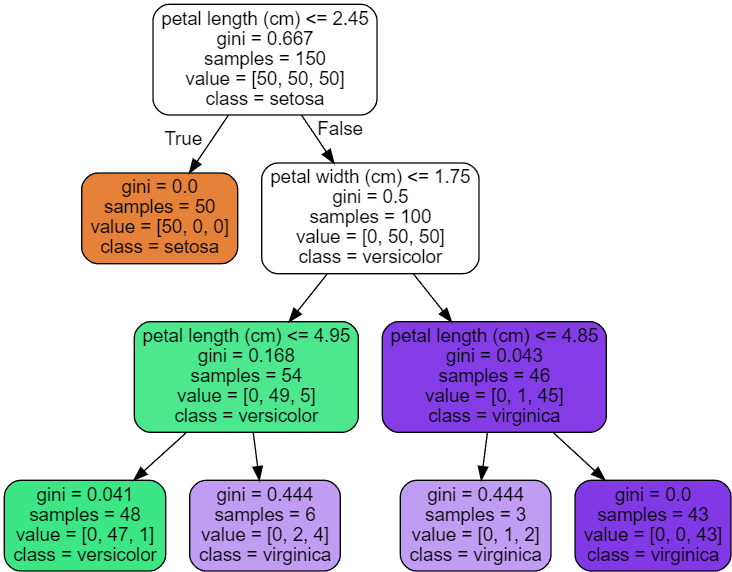 petal length (cm) <= 2.45
gini = 0.667
samples = 150
value = [50, 50, 50]
class = setosa
True
False
gini = 0.0
samples = 50
value = [50, 0, 0]
class = setosa
petal width (cm) <= 1.75
gini = 0.5
samples = 100
value = [0, 50, 50]
class = versicolor
petal length (cm) <= 4.95
gini = 0.168
samples = 54
value = [0, 49, 5]
class = versicolor
petal length (cm) <= 4.85
gini = 0.043
samples = 46
value = [0, 1, 45]
class = virginica
gini = 0.041
samples = 48
value = [0, 47, 1]
class = versicolor
gini = 0.444
samples = 6
value = [0, 2, 4]
class = virginica
gini = 0.444
samples = 3
value = [0, 1, 2]
class = virginica
gini = 0.0
samples = 43
value = [0, 0, 43]
class = virginica